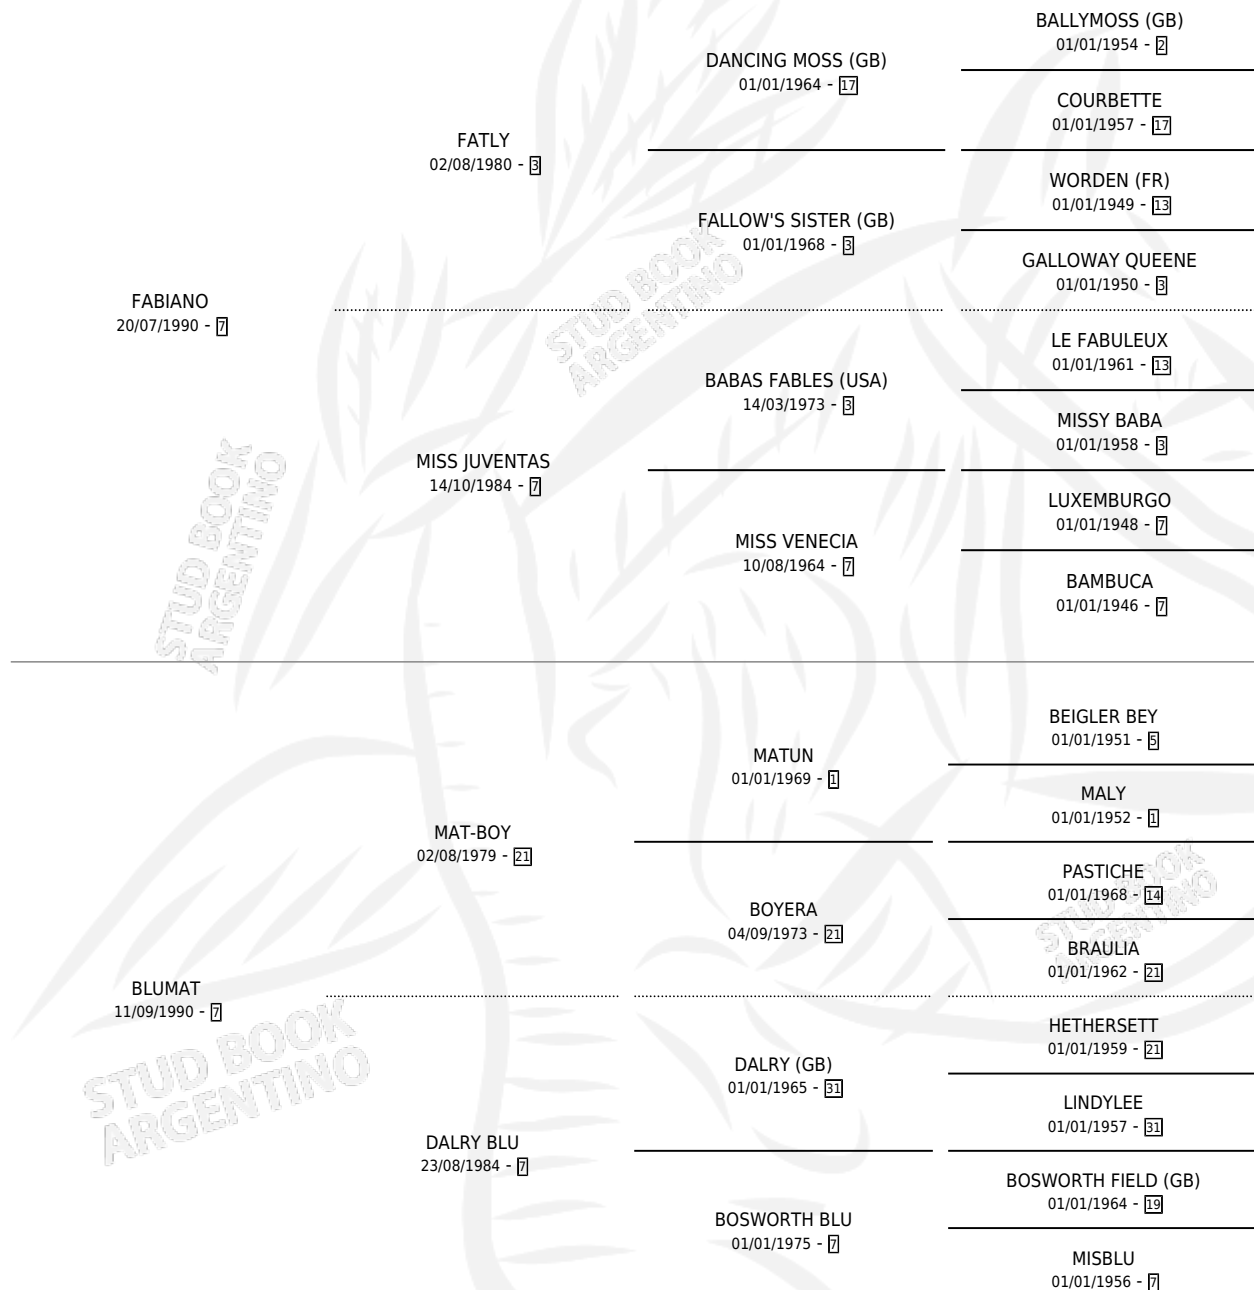 BALLYMOSS (GB)
01/01/1954 - 2
DANCING MOSS (GB)
01/01/1964 - 17
COURBETTE
01/01/1957 - 17
FATLY
02/08/1980 - 3
WORDEN (FR)
01/01/1949 - 13
FALLOW'S SISTER (GB)
01/01/1968 - 3
GALLOWAY QUEENE
01/01/1950 - 3
FABIANO
20/07/1990 - 7
STUD BOOK
ARGENTINO
LE FABULEUX
01/01/1961 - 13
BABAS FABLES (USA)
14/03/1973 - 3
MISSY BABA
01/01/1958 - 3
MISS JUVENTAS
14/10/1984 - 7
LUXEMBURGO
01/01/1948 - 7
MISS VENECIA
10/08/1964 - 7
BAMBUCA
01/01/1946 - 7
STUD BOOK
ARGENTINO
BEIGLER BEY
01/01/1951 - 5
MATUN
01/01/1969 - 1
MALY
01/01/1952 - 1
MAT-BOY
02/08/1979 - 21
PASTICHE
01/01/1968 - 14
BOYERA
04/09/1973 - 21
BRAULIA
01/01/1962 - 21
STUD BOOK
ARGENTINO
BLUMAT
11/09/1990 - 7
HETHERSETT
01/01/1959 - 21
DALRY (GB)
01/01/1965 - 31
LINDYLEE
01/01/1957 - 31
STUD BOOK
ARGENTINO
DALRY BLU
23/08/1984 - 7
BOSWORTH FIELD (GB)
01/01/1964 - 19
BOSWORTH BLU
01/01/1975 - 7
MISBLU
01/01/1956 - 7